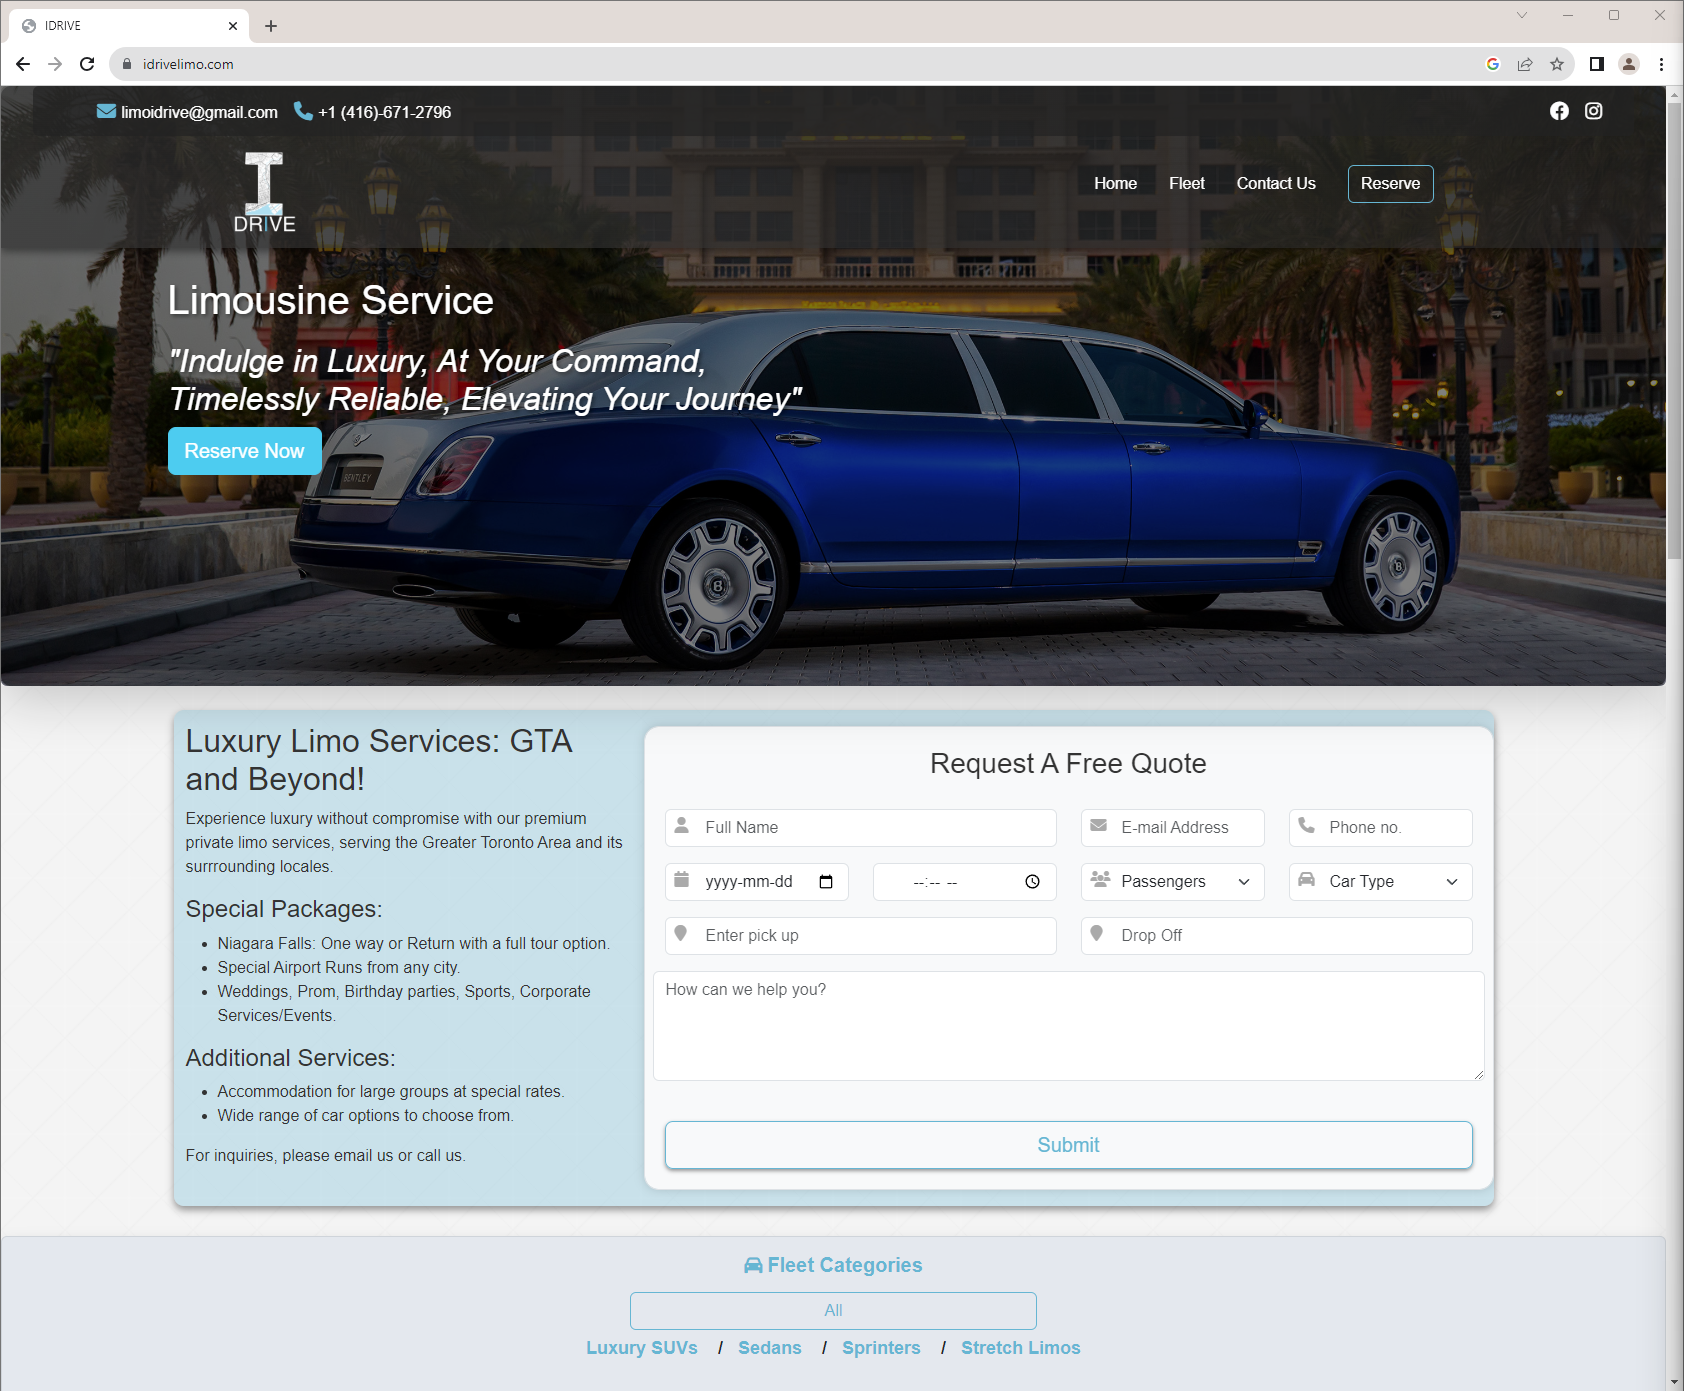 IDRIVE
idrivelimo.com
limoidrive@gmail.com +1 (416)-671-2796
I
DRIVE
Home Fleet Contact Us Reserve
Limousine Service
"Indulge in Luxury, At Your Command,
Timelessly Reliable, Elevating Your Journey"
Reserve Now
BENTLEY
B
B
Luxury Limo Services: GTA
and Beyond!
Experience luxury without compromise with our premium
private limo services, serving the Greater Toronto Area and its
surrrounding locales.
Special Packages:
Niagara Falls: One way or Return with a full tour option.
Special Airport Runs from any city.
Weddings, Prom, Birthday parties, Sports, Corporate
Services/Events.
Additional Services:
Accommodation for large groups at special rates.
Wide range of car options to choose from.
For inquiries, please email us or call us.
Request A Free Quote
Full Name E-mail Address Phone no.
yyyy-mm-dd --:-- -- Passengers Car Type
Enter pick up Drop Off
How can we help you?
Submit
Fleet Categories
All
Luxury SUVs / Sedans / Sprinters / Stretch Limos